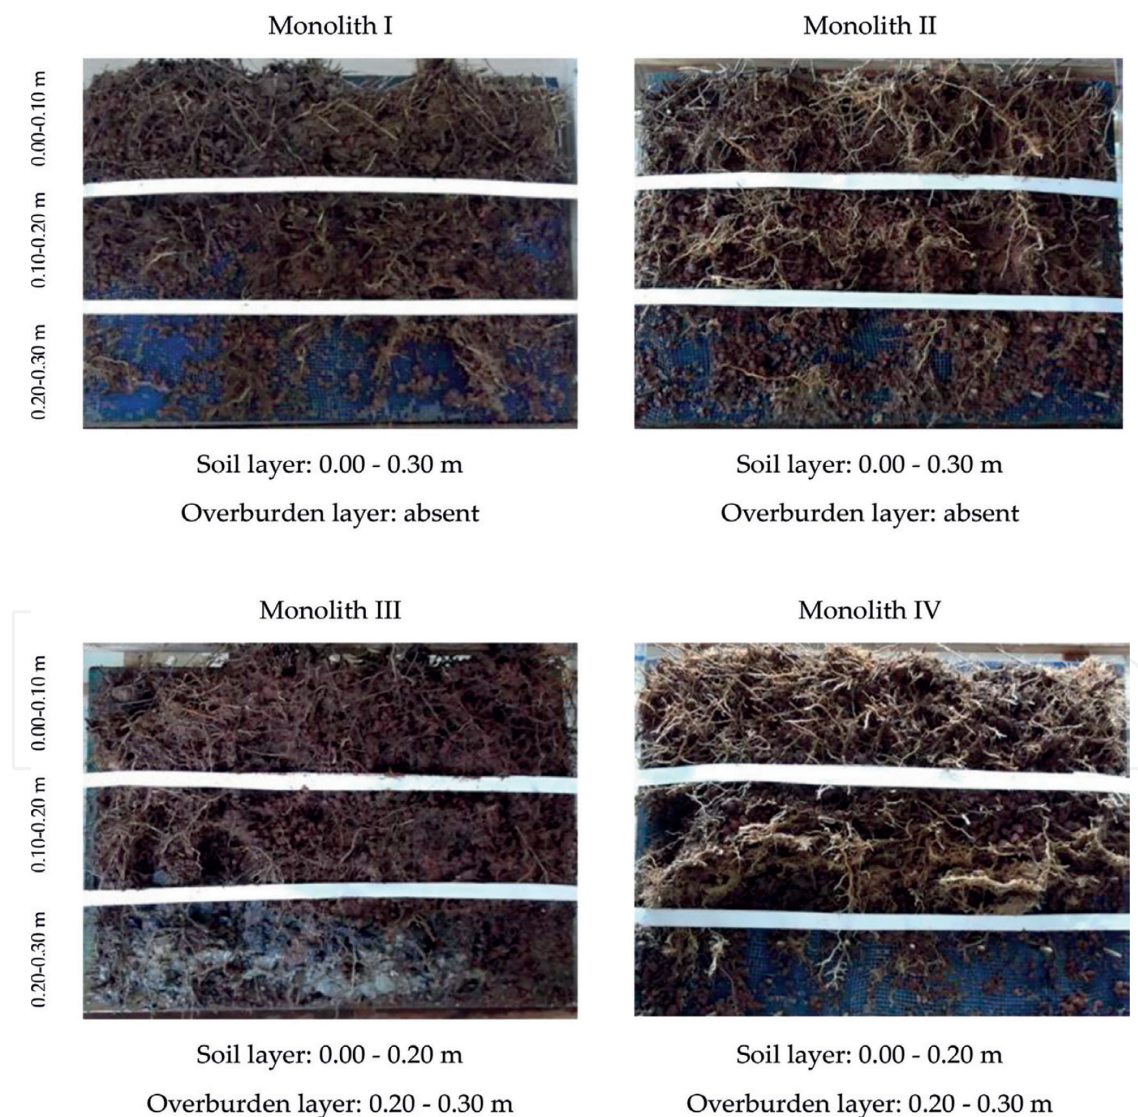 Monolith I
Monolith II
0.00-0.10 m
0.10-0.20 m
0.20-0.30 m
Soil layer: 0.00 - 0.30 m
Soil layer: 0.00 - 0.30 m
Overburden layer: absent
Overburden layer: absent
Monolith III
Monolith IV
0.00-0.10 m
0.10-0.20 m
0.20-0.30 m
Soil layer: 0.00 - 0.20 m
Soil layer: 0.00 - 0.20 m
Overburden layer: 0.20 - 0.30 m
Overburden layer: 0.20 - 0.30 m